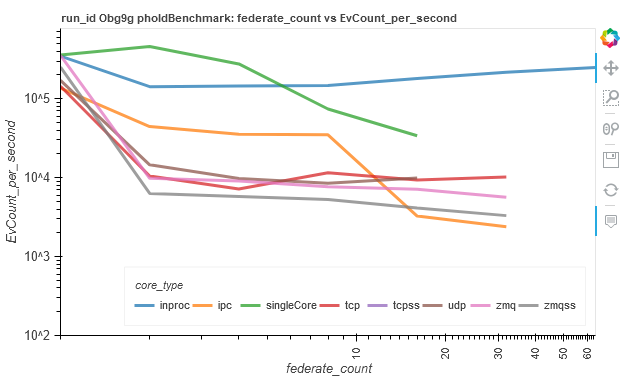 run_id Obg9g pholdBenchmark: federate_count vs EvCount_per_second
EvCount_per_second
10^5
10^4
10^3
10^2
core_type
inproc ipc singleCore tcp tcpss udp zmq zmqss
10 20 30 40 50 60
federate_count